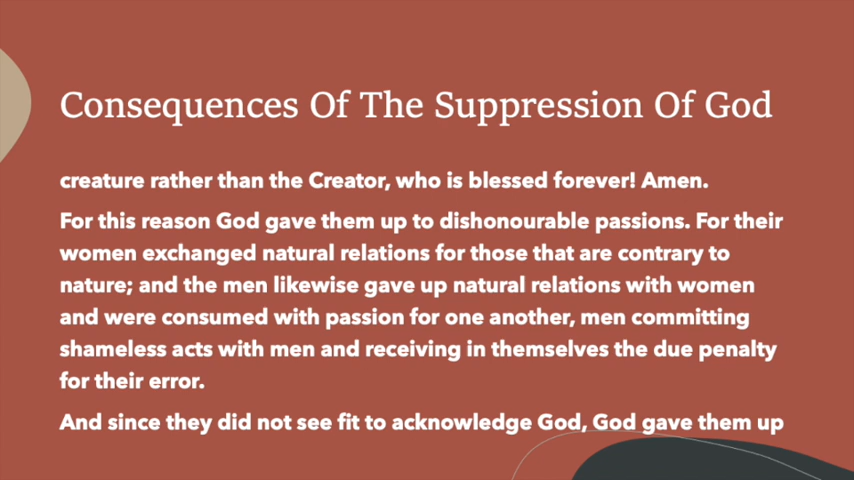 Consequences Of The Suppression Of God
creature rather than the Creator, who is blessed forever! Amen.
For this reason God gave them up to dishonourable passions. For their
women exchanged natural relations for those that are contrary to
nature; and the men likewise gave up natural relations with women
and were consumed with passion for one another, men committing
shameless acts with men and receiving in themselves the due penalty
for their error.
And since they did not see fit to acknowledge God, God gave them up